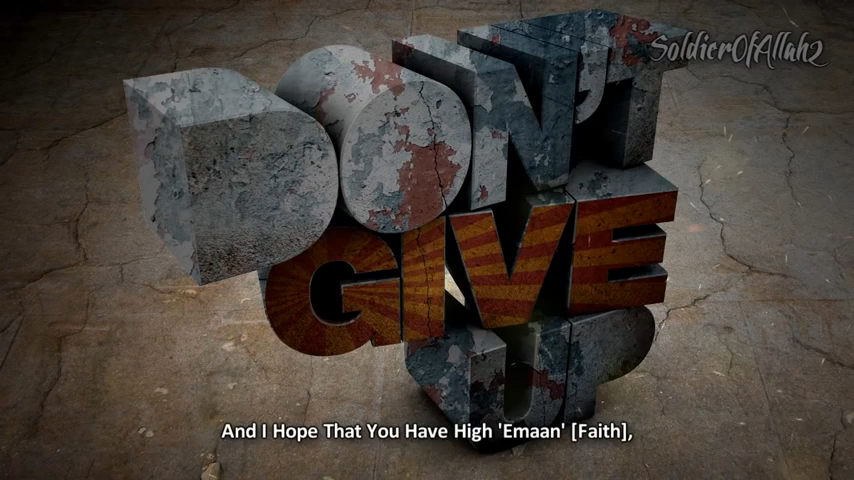 SoldierOfAllah2
DON'T
GIVE
UP
And I Hope That You Have High 'Emaan' [Faith],